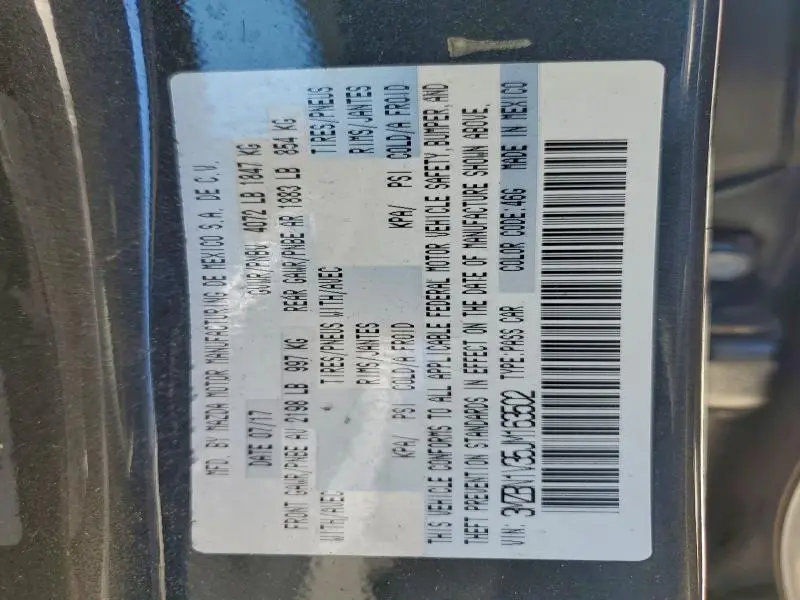 MFD. BY MAZDA MOTOR MANUFACTURING DE MEXICO S.A. DE C.V.
DATE 07/17 GVWR/PNBV 4072 LB 1847 KG
FRONT GAWR/PNBE AV 2198 LB 997 KG REAR GAWR/PNBE AR 1883 LB 854 KG
WITH/AVEC TIRES/PNEUS WITH/AVEC TIRES/PNEUS
RIMS/JANTES RIMS/JANTES
KPA/ PSI COLD/A FROID KPA/ PSI COLD/A FROID
THIS VEHICLE CONFORMS TO ALL APPLICABLE FEDERAL MOTOR VEHICLE SAFETY, BUMPER, AND
THEFT PREVENTION STANDARDS IN EFFECT ON THE DATE OF MANUFACTURE SHOWN ABOVE.
VIN: 3MZBN1V35JM163502 TYPE:PASS CAR COLOR CODE:46G MADE IN MEXICO